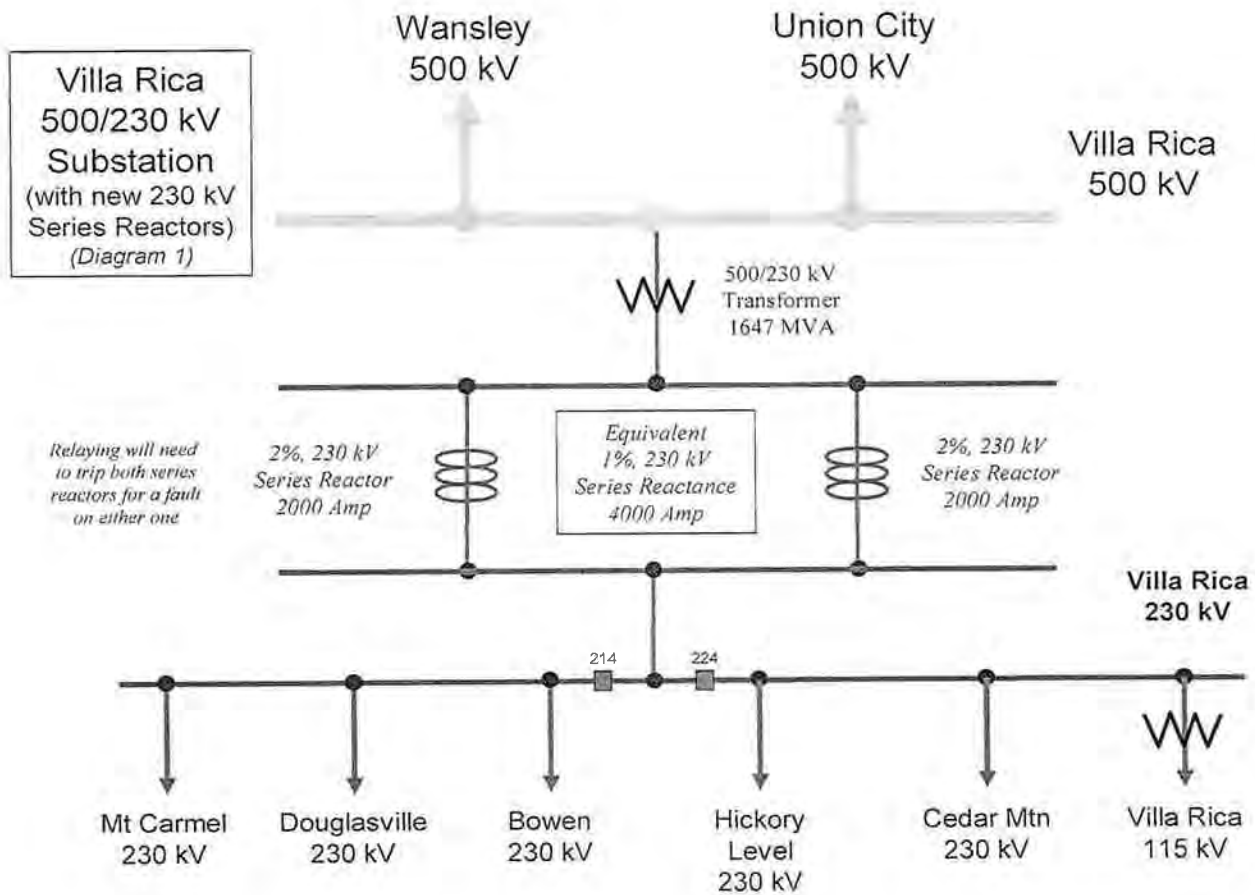 Villa Rica
500/230 kV
Substation
(with new 230 kV
Series Reactors)
(Diagram 1)
Wansley
500 kV
Union City
500 kV
Villa Rica
500 kV
500/230 kV
Transformer
1647 MVA
Relaying will need
to trip both series
reactors for a fault
on either one
2%, 230 kV
Series Reactor
2000 Amp
Equivalent
1%, 230 kV
Series Reactance
4000 Amp
2%, 230 kV
Series Reactor
2000 Amp
Villa Rica
230 kV
214
224
Mt Carmel
230 kV
Douglasville
230 kV
Bowen
230 kV
Hickory
Level
230 kV
Cedar Mtn
230 kV
Villa Rica
115 kV